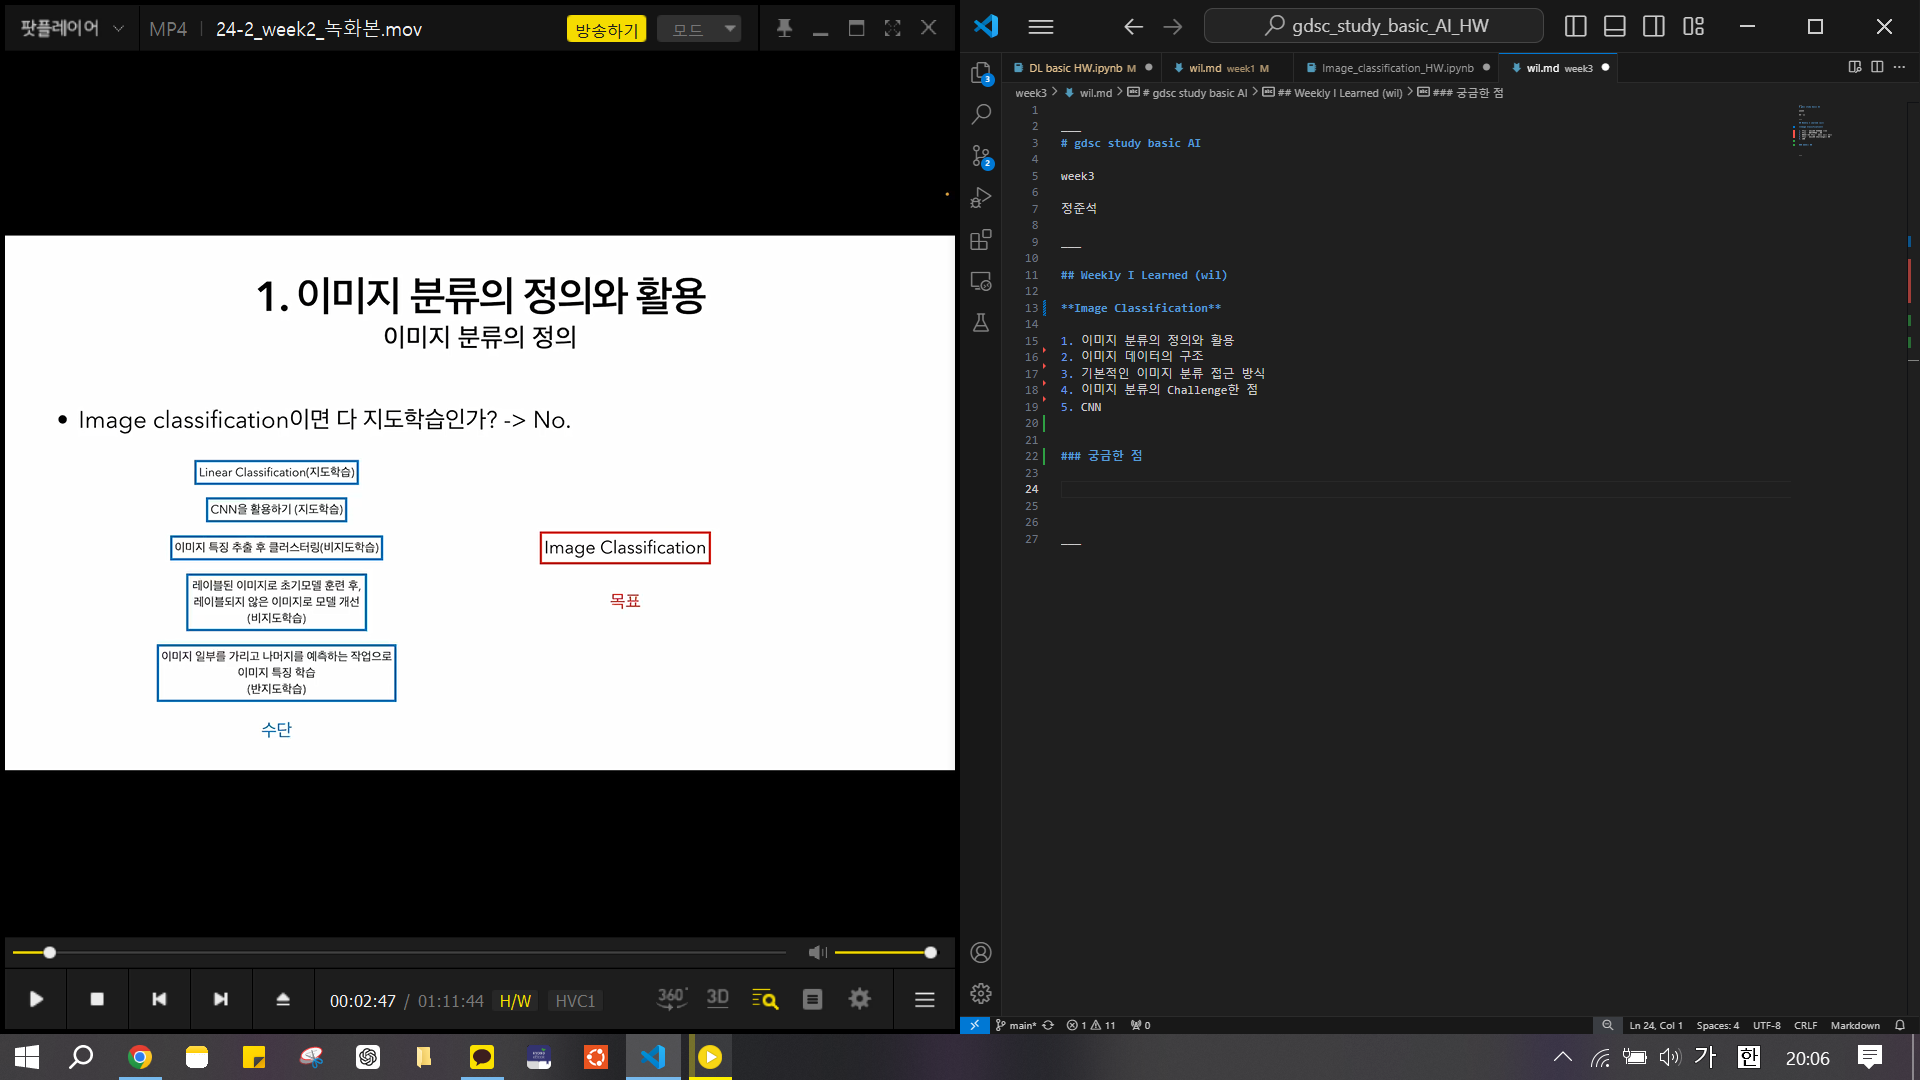 팟플레이어
MP4
24-2_week2_녹화본.mov
방송하기
모드
1. 이미지 분류의 정의와 활용
이미지 분류의 정의
• Image classification이면 다 지도학습인가? -> No.
Linear Classification(지도학습)
CNN을 활용하기 (지도학습)
이미지 특징 추출 후 클러스터링(비지도학습)
레이블된 이미지로 초기모델 훈련 후,
레이블되지 않은 이미지로 모델 개선
(비지도학습)
이미지 일부를 가리고 나머지를 예측하는 작업으로
이미지 특징 학습
(반지도학습)
수단
Image Classification
목표
00:02:47 / 01:11:44 H/W HVC1
360° 3D
gdsc_study_basic_AI_HW
DL basic HW.ipynb M
wil.md week1 M
Image_classification_HW.ipynb
wil.md week3
week3 > wil.md > # gdsc study basic AI > ## Weekly I Learned (wil) > ### 궁금한 점
1
2 ___
3 # gdsc study basic AI
4
5 week3
6
7 정준석
8
9 ___
10
11 ## Weekly I Learned (wil)
12
13 **Image Classification**
14
15 1. 이미지 분류의 정의와 활용
16 2. 이미지 데이터의 구조
17 3. 기본적인 이미지 분류 접근 방식
18 4. 이미지 분류의 Challenge한 점
19 5. CNN
20
21
22 ### 궁금한 점
23
24
25
26
27 ___
3
2
main* 1 11 0
Ln 24, Col 1 Spaces: 4 UTF-8 CRLF Markdown
가 한 20:06